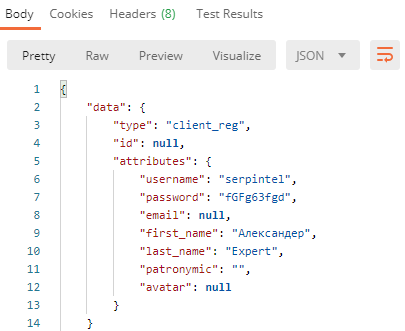 Body Cookies Headers (8) Test Results
Pretty Raw Preview Visualize JSON
1 {
2 "data": {
3 "type": "client_reg",
4 "id": null,
5 "attributes": {
6 "username": "serpintel",
7 "password": "fGFg63fgd",
8 "email": null,
9 "first_name": "Александер",
10 "last_name": "Expert",
11 "patronymic": "",
12 "avatar": null
13 }
14 }